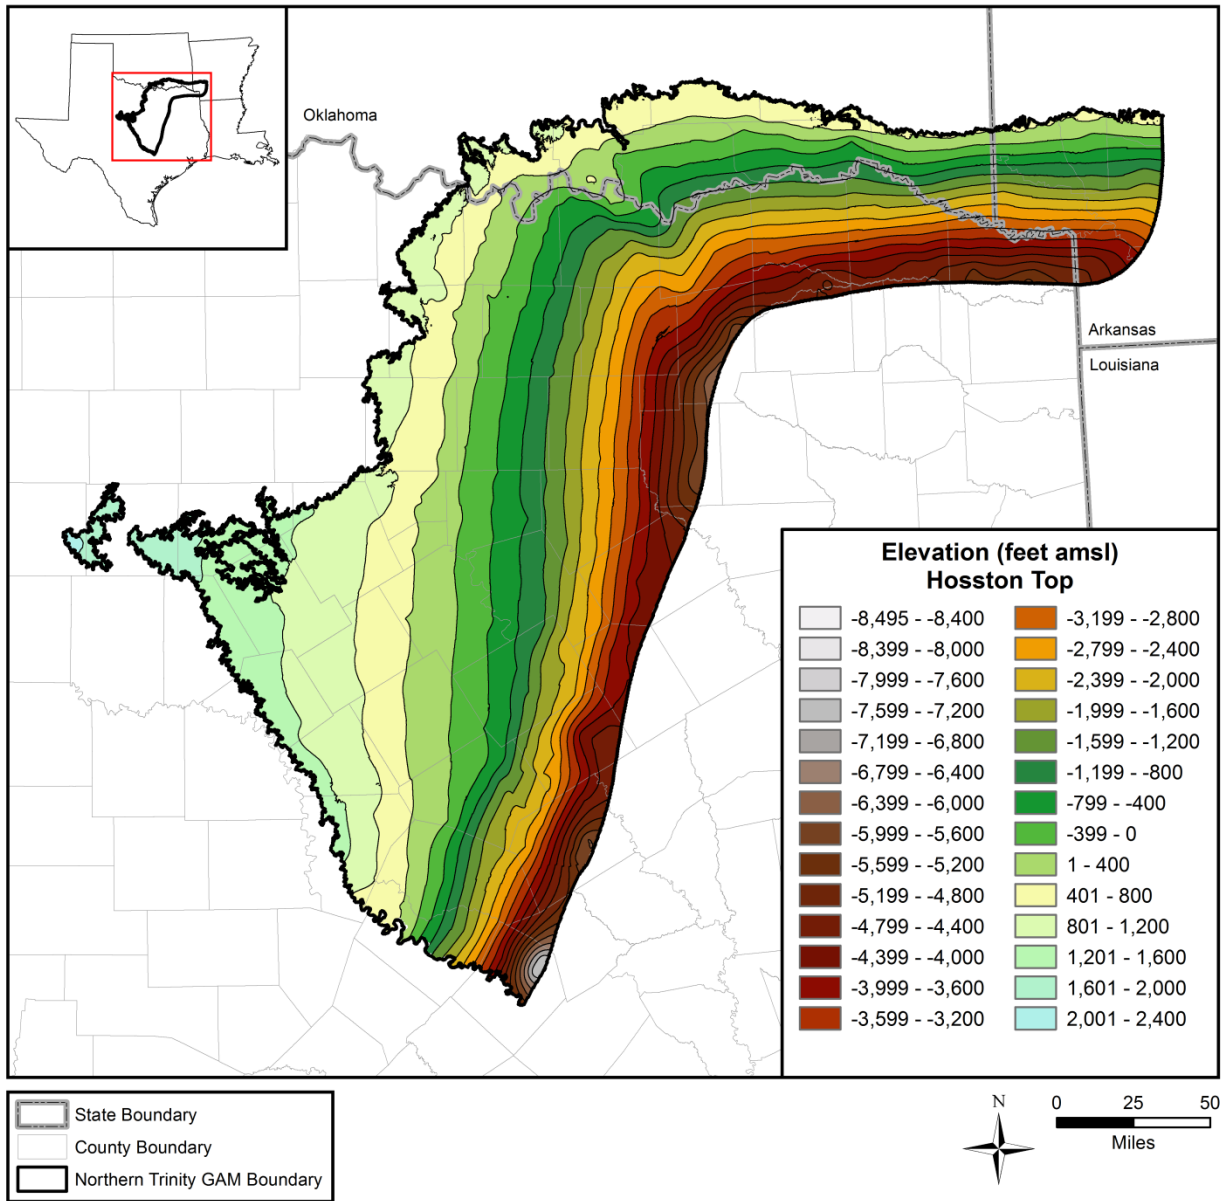 Oklahoma
Arkansas
Louisiana
Elevation (feet amsl)
Hosston Top
-8,495 - -8,400
-8,399 - -8,000
-7,999 - -7,600
-7,599 - -7,200
-7,199 - -6,800
-6,799 - -6,400
-6,399 - -6,000
-5,999 - -5,600
-5,599 - -5,200
-5,199 - -4,800
-4,799 - -4,400
-4,399 - -4,000
-3,999 - -3,600
-3,599 - -3,200
-3,199 - -2,800
-2,799 - -2,400
-2,399 - -2,000
-1,999 - -1,600
-1,599 - -1,200
-1,199 - -800
-799 - -400
-399 - 0
1 - 400
401 - 800
801 - 1,200
1,201 - 1,600
1,601 - 2,000
2,001 - 2,400
State Boundary
County Boundary
Northern Trinity GAM Boundary
N
0 25 50
Miles